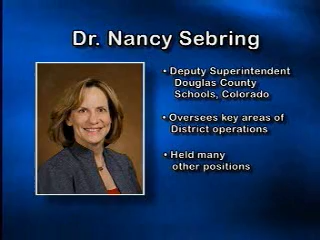 Dr. Nancy Sebring
• Deputy Superintendent
Douglas County
Schools, Colorado
• Oversees key areas of
District operations
• Held many
other positions